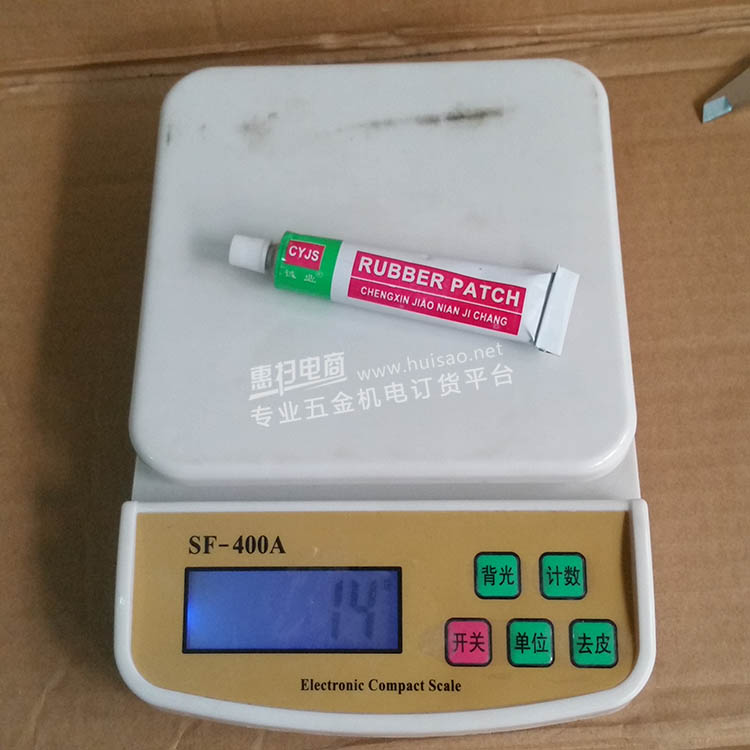 CYJS
RUBBER PATCH
CHENGXIN JIAO NIAN JI CHANG
惠扫电商 www.huisao.net
专业五金机电订货平台
SF-400A
背光 计数
14
开关 单位 去皮
Electronic Compact Scale